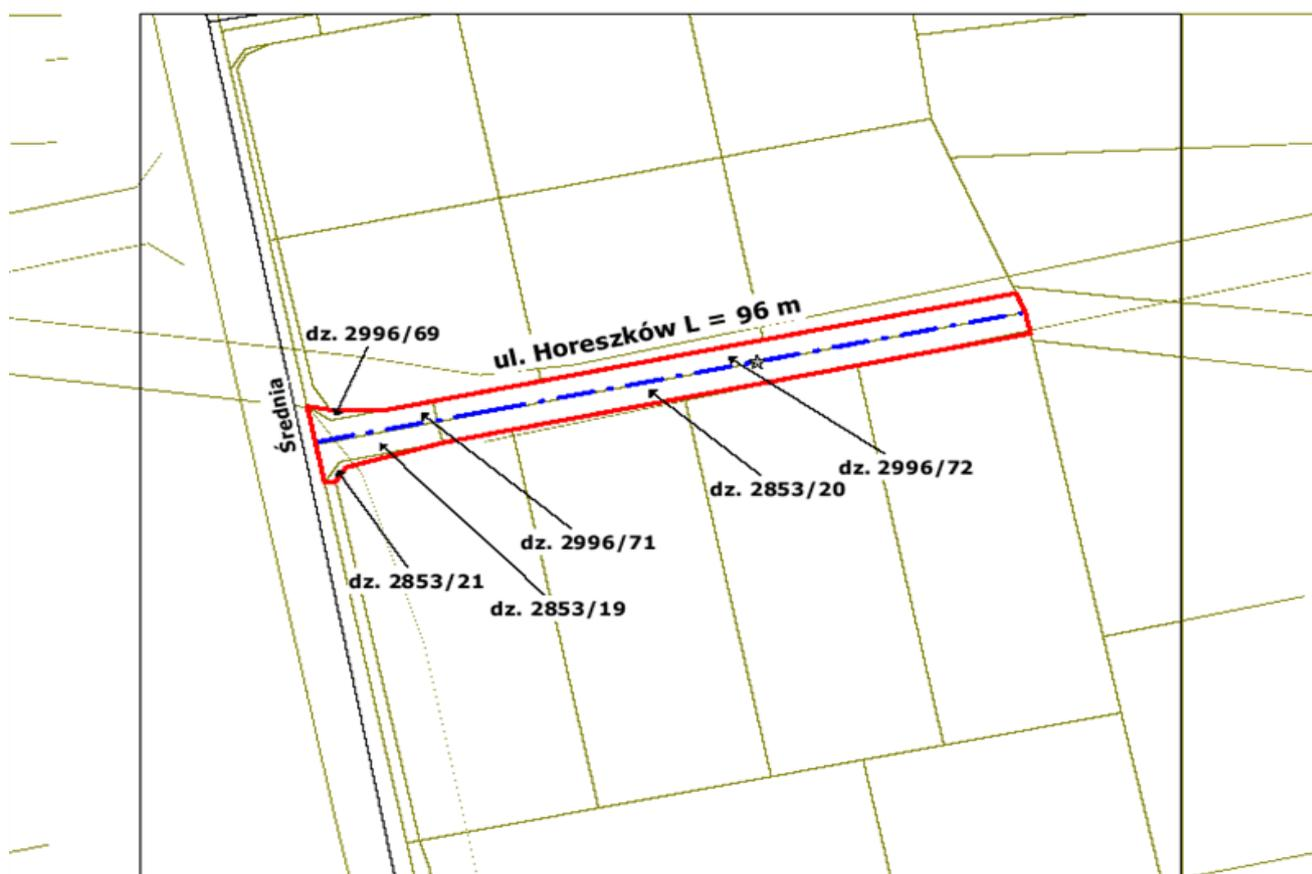 ul. Horeszków L = 96 m
dz. 2996/69
Średnia
dz. 2996/72
dz. 2853/20
dz. 2996/71
dz. 2853/21
dz. 2853/19